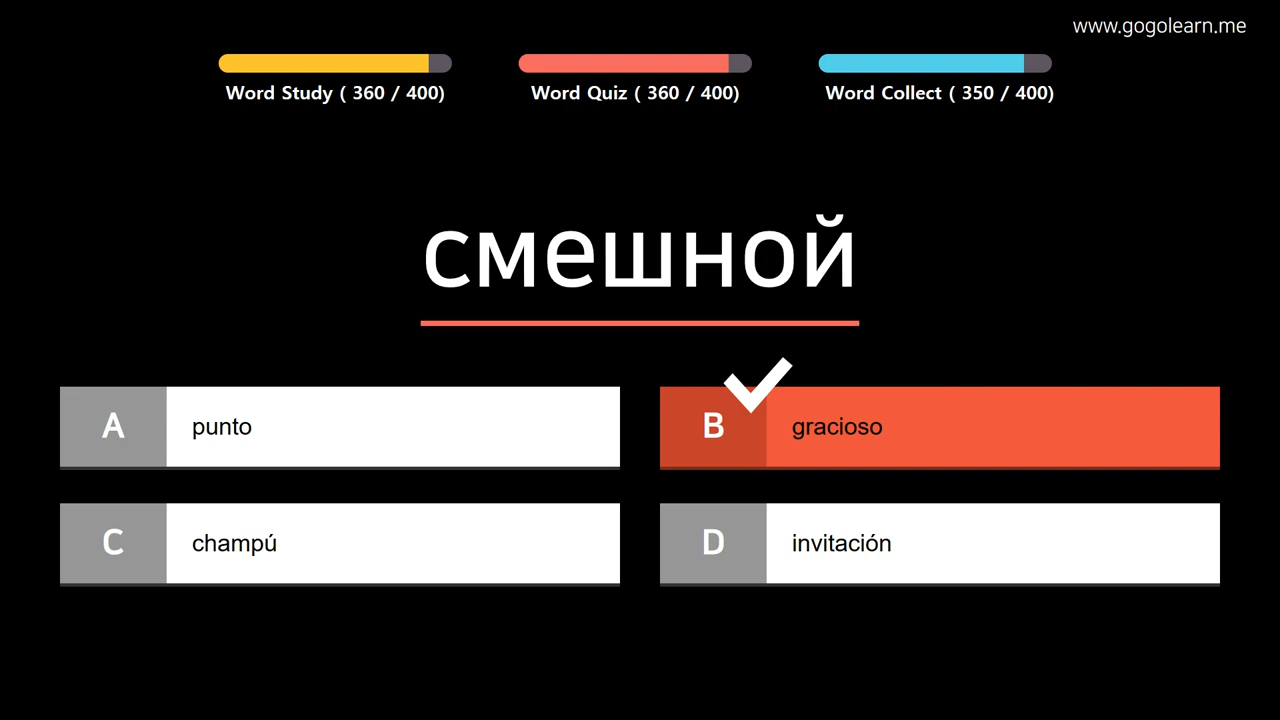 www.gogolearn.me
Word Study ( 360 / 400)
Word Quiz ( 360 / 400)
Word Collect ( 350 / 400)
смешной
A punto
B gracioso
C champú
D invitación